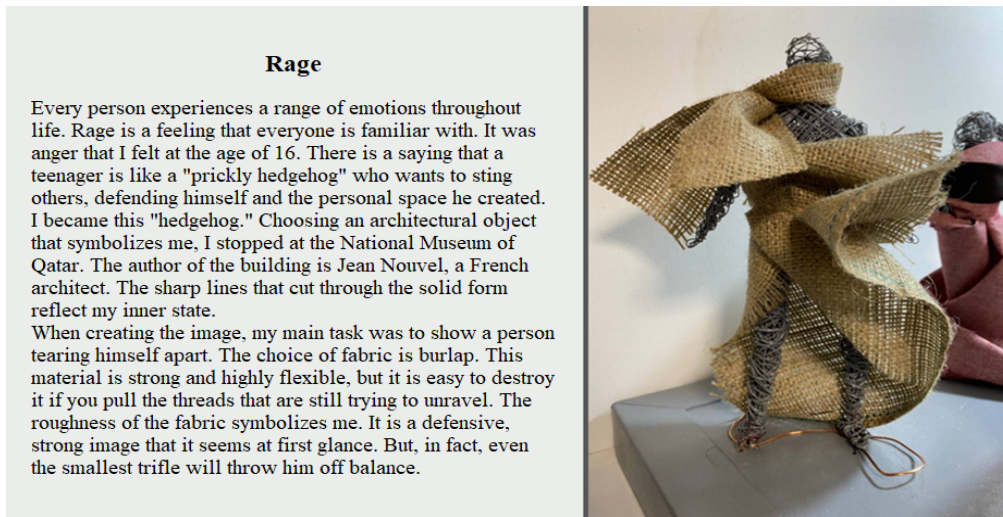 Rage
Every person experiences a range of emotions throughout
life. Rage is a feeling that everyone is familiar with. It was
anger that I felt at the age of 16. There is a saying that a
teenager is like a "prickly hedgehog" who wants to sting
others, defending himself and the personal space he created.
I became this "hedgehog." Choosing an architectural object
that symbolizes me, I stopped at the National Museum of
Qatar. The author of the building is Jean Nouvel, a French
architect. The sharp lines that cut through the solid form
reflect my inner state.
When creating the image, my main task was to show a person
tearing himself apart. The choice of fabric is burlap. This
material is strong and highly flexible, but it is easy to destroy
it if you pull the threads that are still trying to unravel. The
roughness of the fabric symbolizes me. It is a defensive,
strong image that it seems at first glance. But, in fact, even
the smallest trifle will throw him off balance.